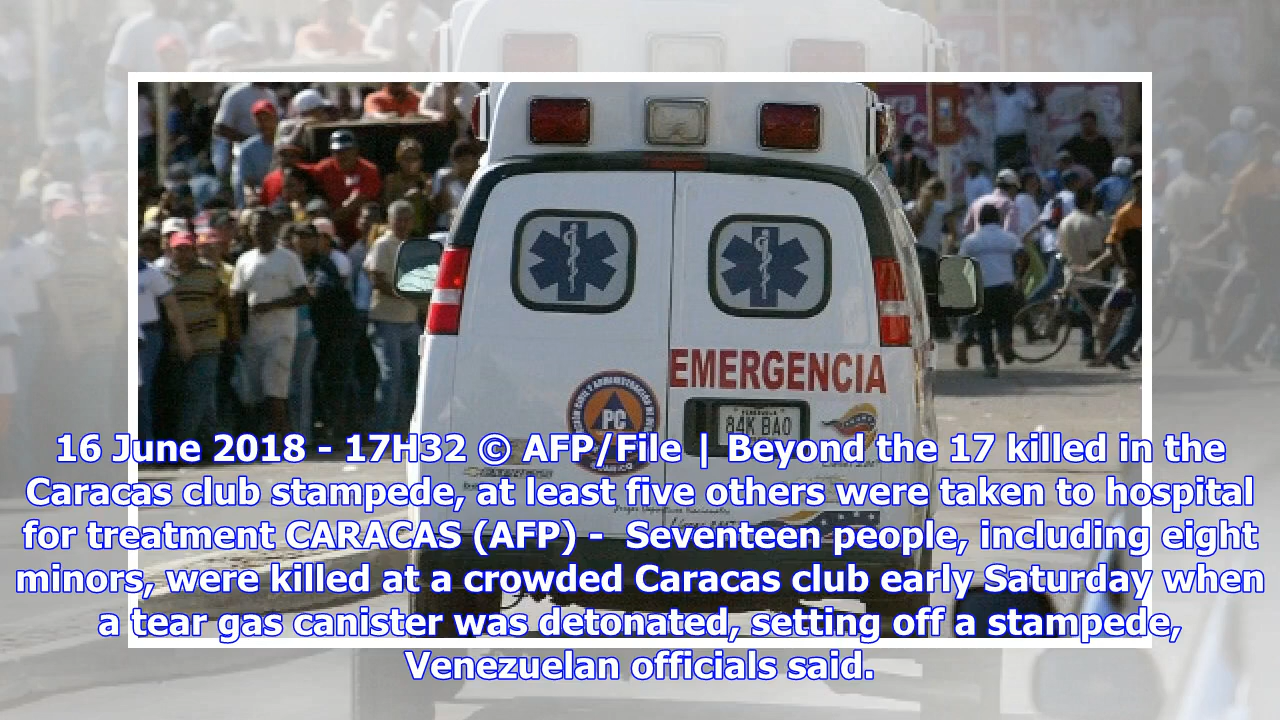 EMERGENCIA
PC
84K BAO
16 June 2018 - 17H32 © AFP/File | Beyond the 17 killed in the
Caracas club stampede, at least five others were taken to hospital
for treatment CARACAS (AFP) -  Seventeen people, including eight
minors, were killed at a crowded Caracas club early Saturday when
a tear gas canister was detonated, setting off a stampede,
Venezuelan officials said.